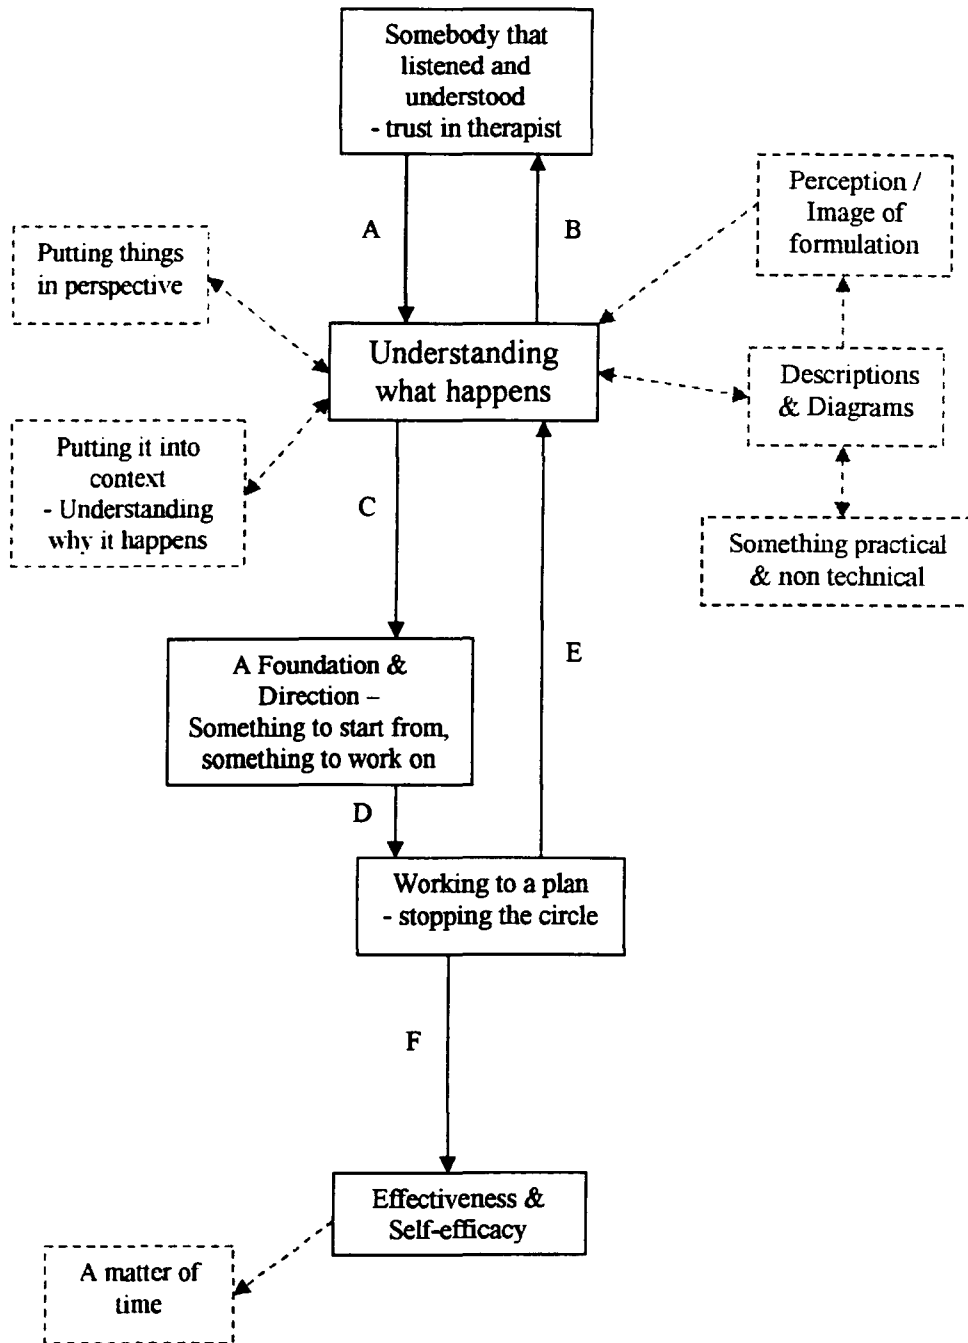 Somebody that
listened and
understood
- trust in therapist
A
B
Perception /
Image of
formulation
Putting things
in perspective
Understanding
what happens
Descriptions
& Diagrams
Putting it into
context
- Understanding
why it happens
C
Something practical
& non technical
E
A Foundation &
Direction –
Something to start from,
something to work on
D
Working to a plan
- stopping the circle
F
Effectiveness &
Self-efficacy
A matter of
time